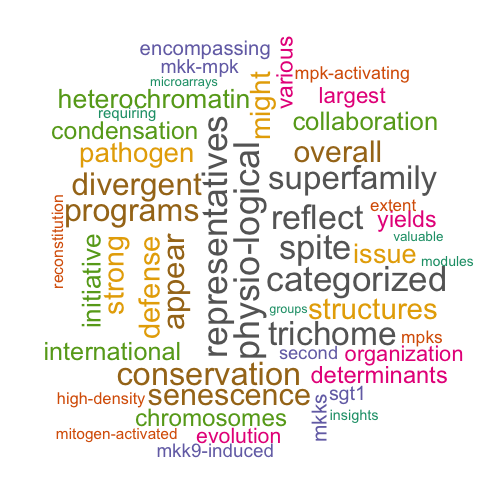 encompassing
various
mkk-mpk
mpk-activating
microarrays
might
heterochromatin
largest
requiring
condensation
collaboration
pathogen
representatives
physio-logical
overall
divergent
superfamily
reconstitution
programs
reflect
extent
yields
initiative
strong
defense
appear
spite
issue
valuable
modules
categorized
groups
structures
trichome
mpks
international
second
organization
conservation
determinants
high-density
senescence
mkks
sgt1
chromosomes
insights
mitogen-activated
evolution
mkk9-induced